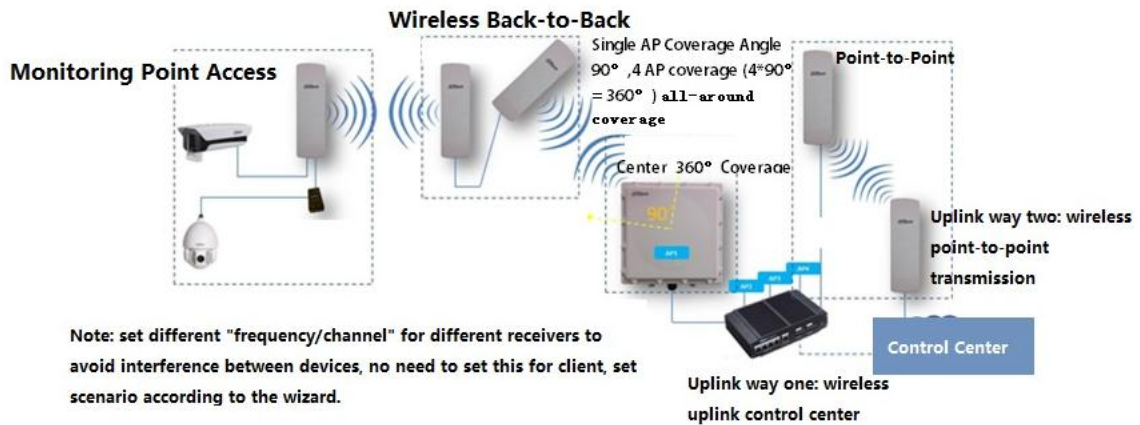 Wireless Back-to-Back
Monitoring Point Access
Single AP Coverage Angle
90° ,4 AP coverage (4*90°
= 360° ) all-around
coverage
Point-to-Point
Center 360° Coverage
90°
AP1
AP2
AP3
AP4
Uplink way two: wireless
point-to-point
transmission
Control Center
Uplink way one: wireless
uplink control center
Note: set different "frequency/channel" for different receivers to
avoid interference between devices, no need to set this for client, set
scenario according to the wizard.